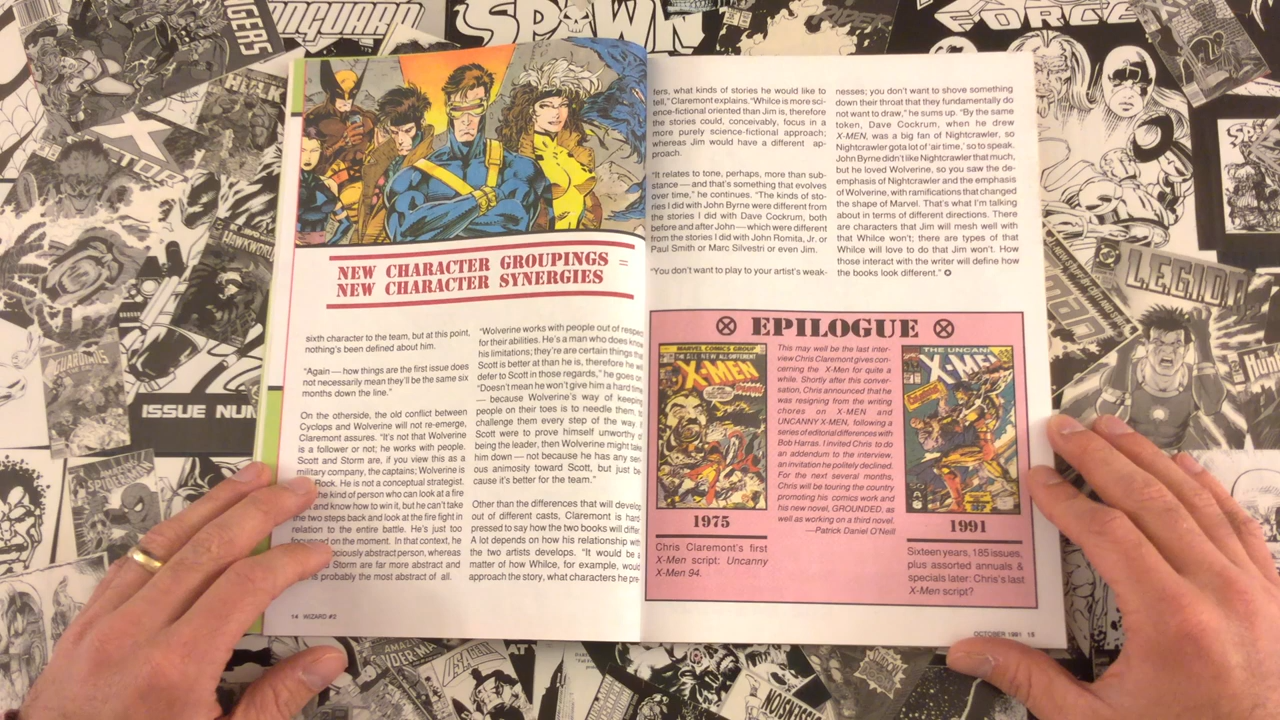 SPAWN
FORCE
RIDER
HAWKWORLD
GUARDIANS
ISSUE NUM
L.E.G.I.O.N.
NEW CHARACTER GROUPINGS =
NEW CHARACTER SYNERGIES
sixth character to the team, but at this point,
nothing's been defined about him.
"Again — how things are the first issue does
not necessarily mean they'll be the same six
months down the line."
On the otherside, the old conflict between
Cyclops and Wolverine will not re-emerge,
Claremont assures. "It's not that Wolverine
is a follower or not; he works with people.
Scott and Storm are, if you view this as a
military company, the captains; Wolverine is
Rock. He is not a conceptual strategist.
the kind of person who can look at a fire
and know how to win it, but he can't take
the two steps back and look at the fire fight in
relation to the entire battle. He's just too
focused on the moment. In that context, he
ociously abstract person, whereas
Storm are far more abstract and
is probably the most abstract of all.
"Wolverine works with people out of respect
for their abilities. He's a man who does know
his limitations; they're are certain things that
Scott is better at than he is, therefore he will
defer to Scott in those regards," he goes on.
"Doesn't mean he won't give him a hard time
— because Wolverine's way of keeping
people on their toes is to needle them, to
challenge them every step of the way. If
Scott were to prove himself unworthy of
being the leader, then Wolverine might take
him down — not because he has any seri-
ous animosity toward Scott, but just be-
cause it's better for the team."
Other than the differences that will develop
out of different casts, Claremont is hard-
pressed to say how the two books will differ.
A lot depends on how his relationship with
the two artists develops. "It would be a
matter of how Whilce, for example, would
approach the story, what characters he pre-
14 WIZARD #2
ters, what kinds of stories he would like to
tell," Claremont explains. "Whilce is more sci-
ence-fictional oriented than Jim is, therefore
the stories could, conceivably, focus in a
more purely science-fictional approach;
whereas Jim would have a different ap-
proach.
"It relates to tone, perhaps, more than sub-
stance — and that's something that evolves
over time," he continues. "The kinds of sto-
ries I did with John Byrne were different from
the stories I did with Dave Cockrum, both
before and after John — which were different
from the stories I did with John Romita, Jr. or
Paul Smith or Marc Silvestri or even Jim.
"You don't want to play to your artist's weak-
nesses; you don't want to shove something
down their throat that they fundamentally do
not want to draw," he sums up. "By the same
token, Dave Cockrum, when he drew
X-MEN, was a big fan of Nightcrawler, so
Nightcrawler got a lot of 'air time,' so to speak.
John Byrne didn't like Nightcrawler that much,
but he loved Wolverine, so you saw the de-
emphasis of Nightcrawler and the emphasis
of Wolverine, with ramifications that changed
the shape of Marvel. That's what I'm talking
about in terms of different directions. There
are characters that Jim will mesh well with
that Whilce won't; there are types of that
Whilce will love to do that Jim won't. How
those interact with the writer will define how
the books look different."
EPILOGUE
MARVEL COMICS GROUP
THE ALL NEW ALL-DIFFERENT
X-MEN
1975
Chris Claremont's first
X-Men script: Uncanny
X-Men 94.
This may well be the last inter-
view Chris Claremont gives con-
cerning the X-Men for quite a
while. Shortly after this conver-
sation, Chris announced that he
was resigning from the writing
chores on X-MEN and
UNCANNY X-MEN, following a
series of editorial differences with
Bob Harras. I invited Chris to do
an addendum to the interview,
an invitation he politely declined.
For the next several months,
Chris will be touring the country
promoting his comics work and
his new novel, GROUNDED, as
well as working on a third novel.
—Patrick Daniel O'Neill
THE UNCANNY
X-MEN
1991
Sixteen years, 185 issues,
plus assorted annuals &
specials later: Chris's last
X-Men script?
OCTOBER 1991 15